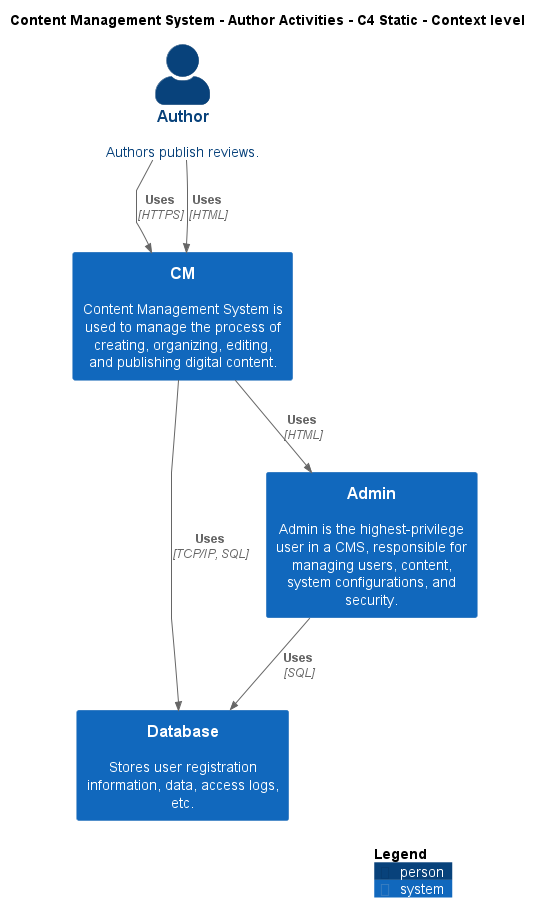 Content Management System - Author Activities - C4 Static - Context level
Author
Authors publish reviews.
Uses
[HTTPS]
Uses
[HTML]
CM
Content Management System is
used to manage the process of
creating, organizing, editing,
and publishing digital content.
Uses
[HTML]
Admin
Admin is the highest-privilege
user in a CMS, responsible for
managing users, content,
system configurations, and
security.
Uses
[TCP/IP, SQL]
Uses
[SQL]
Database
Stores user registration
information, data, access logs,
etc.
Legend
person
system